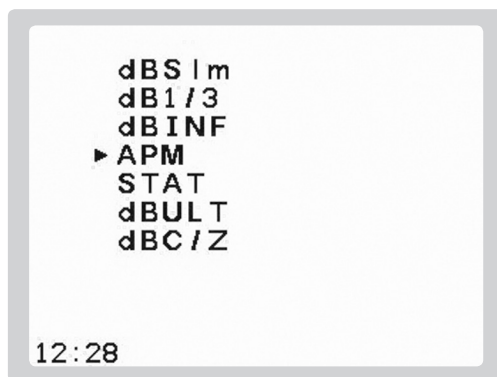 dBSlm
dB1/3
dBINF
►APM
STAT
dBULT
dBC/Z
12:28